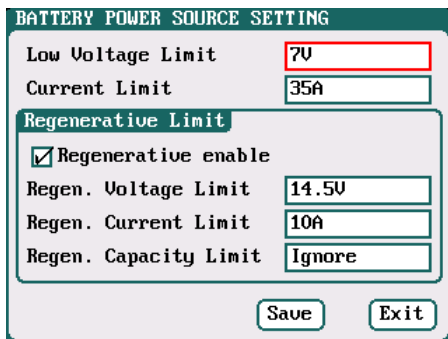 BATTERY POWER SOURCE SETTING
Low Voltage Limit 7V
Current Limit 35A
Regenerative Limit
Regenerative enable
Regen. Voltage Limit 14.5V
Regen. Current Limit 10A
Regen. Capacity Limit Ignore
Save Exit